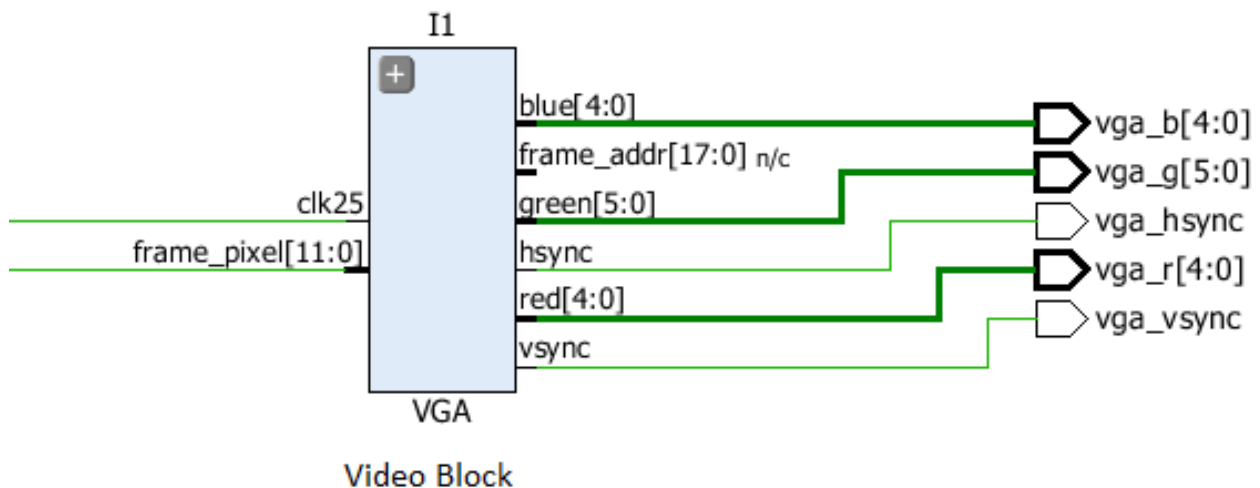 I1
blue[4:0]
vga_b[4:0]
frame_addr[17:0] n/c
vga_g[5:0]
clk25
green[5:0]
vga_hsync
frame_pixel[11:0]
hsync
vga_r[4:0]
red[4:0]
vga_vsync
vsync
VGA
Video Block